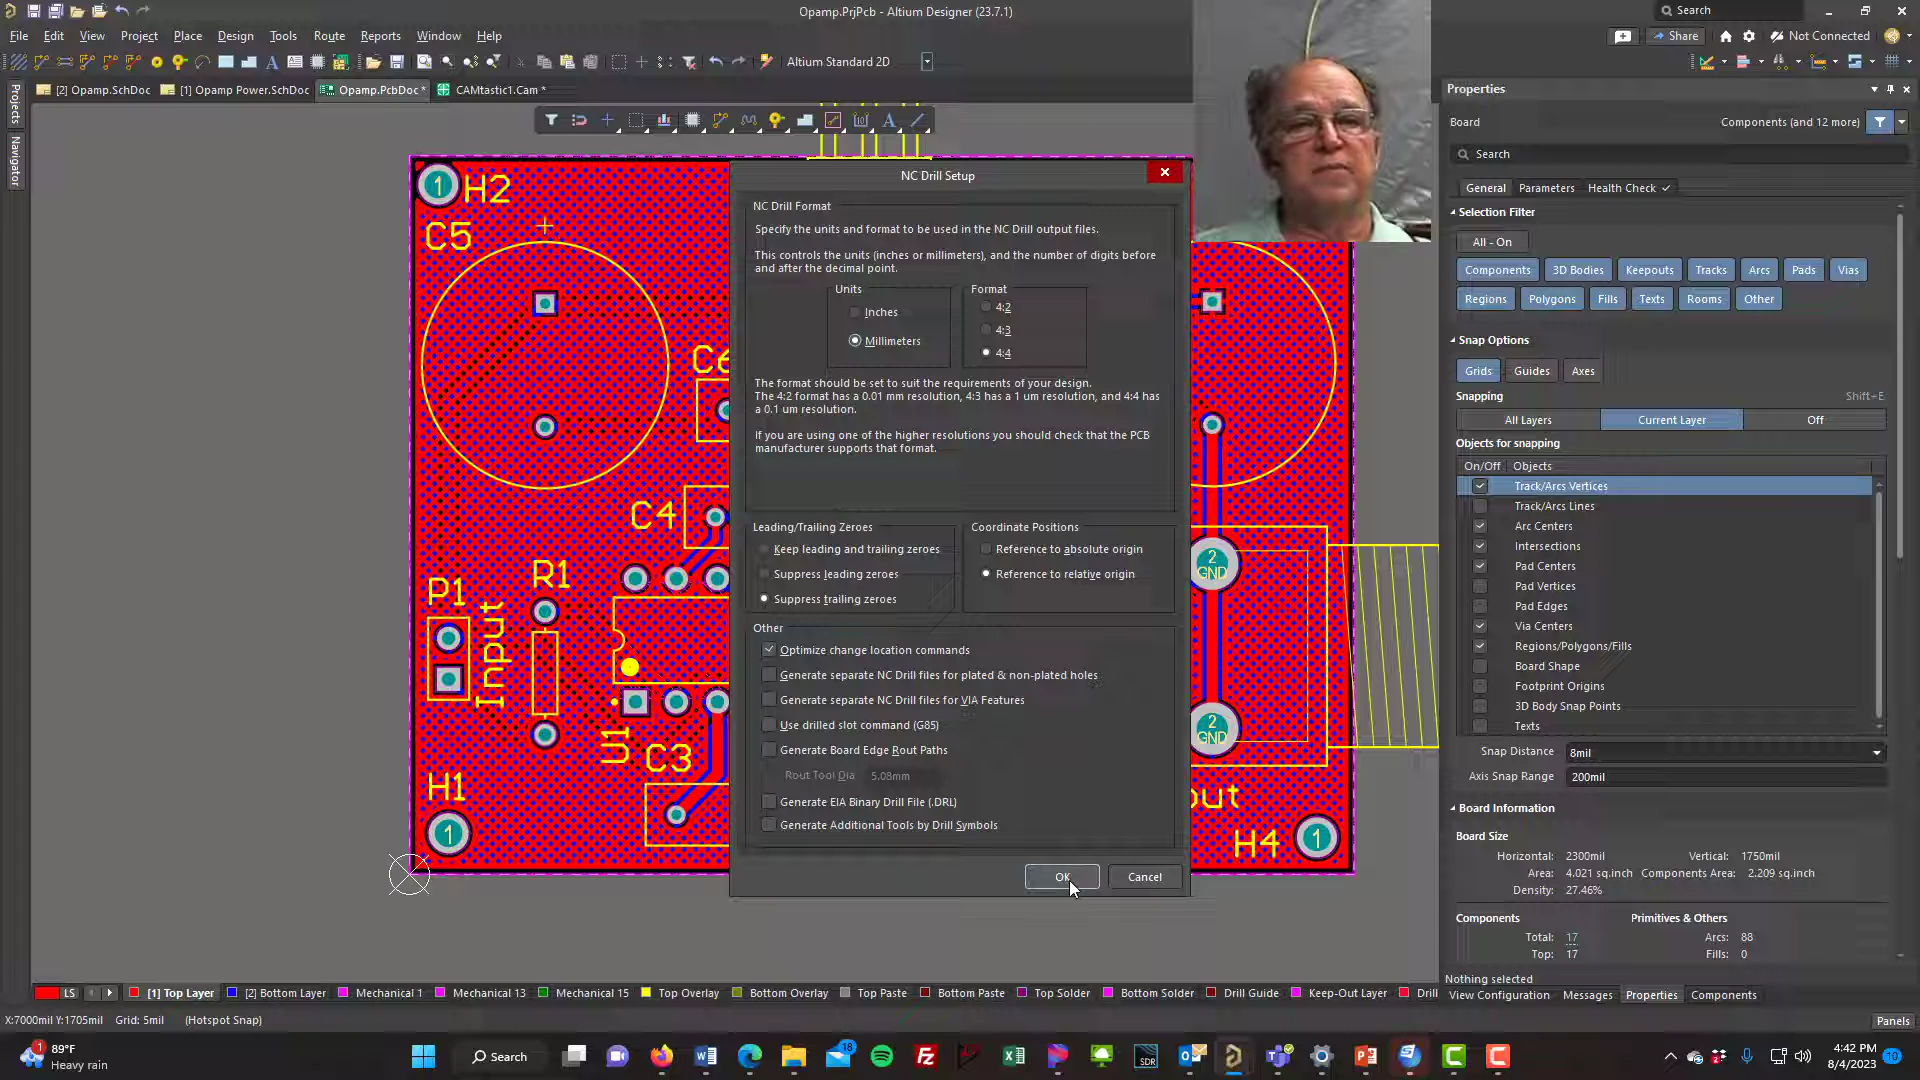 Opamp.PrjPcb - Altium Designer (23.7.1)
Search
File Edit View Project Place Design Tools Route Reports Window Help
Share
Not Connected
Altium Standard 2D
[2] Opamp.SchDoc
[1] Opamp Power.SchDoc
Opamp.PcbDoc *
CAMtastic1.Cam *
Projects
Navigator
1 H2
C5
C6
C4
P1
Input
R1
U1
C3
H1
1
2
GND
2
GND
out
H4 1
NC Drill Setup
NC Drill Format
Specify the units and format to be used in the NC Drill output files.
This controls the units (inches or millimeters), and the number of digits before
and after the decimal point.
Units
Inches
Millimeters
Format
4:2
4:3
4:4
The format should be set to suit the requirements of your design.
The 4:2 format has a 0.01 mm resolution, 4:3 has a 1 um resolution, and 4:4 has
a 0.1 um resolution.
If you are using one of the higher resolutions you should check that the PCB
manufacturer supports that format.
Leading/Trailing Zeroes
Keep leading and trailing zeroes
Suppress leading zeroes
Suppress trailing zeroes
Coordinate Positions
Reference to absolute origin
Reference to relative origin
Other
Optimize change location commands
Generate separate NC Drill files for plated & non-plated holes
Generate separate NC Drill files for VIA Features
Use drilled slot command (G85)
Generate Board Edge Rout Paths
Rout Tool Dia 5.08mm
Generate EIA Binary Drill File (.DRL)
Generate Additional Tools by Drill Symbols
OK
Cancel
Properties
Board
Components (and 12 more)
Search
General Parameters Health Check
Selection Filter
All - On
Components 3D Bodies Keepouts Tracks Arcs Pads Vias
Regions Polygons Fills Texts Rooms Other
Snap Options
Grids Guides Axes
Snapping Shift+E
All Layers Current Layer Off
Objects for snapping
On/Off Objects
Track/Arcs Vertices
Track/Arcs Lines
Arc Centers
Intersections
Pad Centers
Pad Vertices
Pad Edges
Via Centers
Regions/Polygons/Fills
Board Shape
Footprint Origins
3D Body Snap Points
Texts
Snap Distance 8mil
Axis Snap Range 200mil
Board Information
Board Size
Horizontal: 2300mil Vertical: 1750mil
Area: 4.021 sq.inch Components Area: 2.209 sq.inch
Density: 27.46%
Components Primitives & Others
Total: 17 Arcs: 88
Top: 17 Fills: 0
Nothing selected
View Configuration Messages Properties Components
LS [1] Top Layer [2] Bottom Layer Mechanical 1 Mechanical 13 Mechanical 15 Top Overlay Bottom Overlay Top Paste Bottom Paste Top Solder Bottom Solder Drill Guide Keep-Out Layer Drill
X:7000mil Y:1705mil Grid: 5mil (Hotspot Snap)
Panels
1
89°F
Heavy rain
Search
18
SDR
4:42 PM
8/4/2023
10